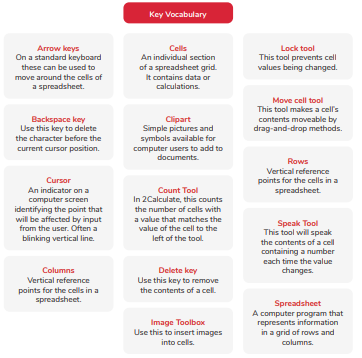 Key Vocabulary
Arrow keys
On a standard keyboard
these can be used to
move around the cells of
a spreadsheet.
Backspace key
Use this key to delete
the character before the
current cursor position.
Cursor
An indicator on a
computer screen
identifying the point that
will be affected by input
from the user. Often a
blinking vertical line.
Columns
Vertical reference
points for the cells in a
spreadsheet.
Cells
An individual section
of a spreadsheet grid.
It contains data or
calculations.
Clipart
Simple pictures and
symbols available for
computer users to add to
documents.
Count Tool
In 2Calculate, this counts
the number of cells with
a value that matches the
value of the cell to the
left of the tool.
Delete key
Use this key to remove
the contents of a cell.
Image Toolbox
Use this to insert images
into cells.
Lock tool
This tool prevents cell
values being changed.
Move cell tool
This tool makes a cell's
contents moveable by
drag-and-drop methods.
Rows
Vertical reference
points for the cells in a
spreadsheet.
Speak Tool
This tool will speak
the contents of a cell
containing a number
each time the value
changes.
Spreadsheet
A computer program that
represents information
in a grid of rows and
columns.